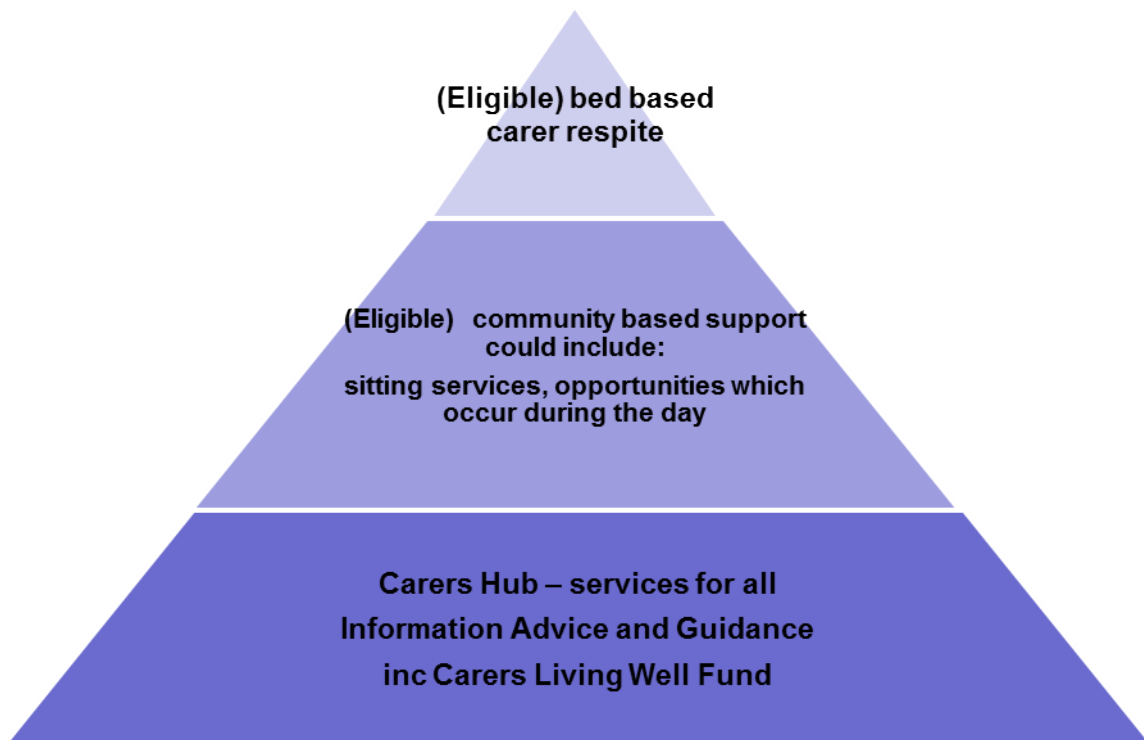 (Eligible) bed based
carer respite
(Eligible) community based support
could include:
sitting services, opportunities which
occur during the day
Carers Hub – services for all
Information Advice and Guidance
inc Carers Living Well Fund